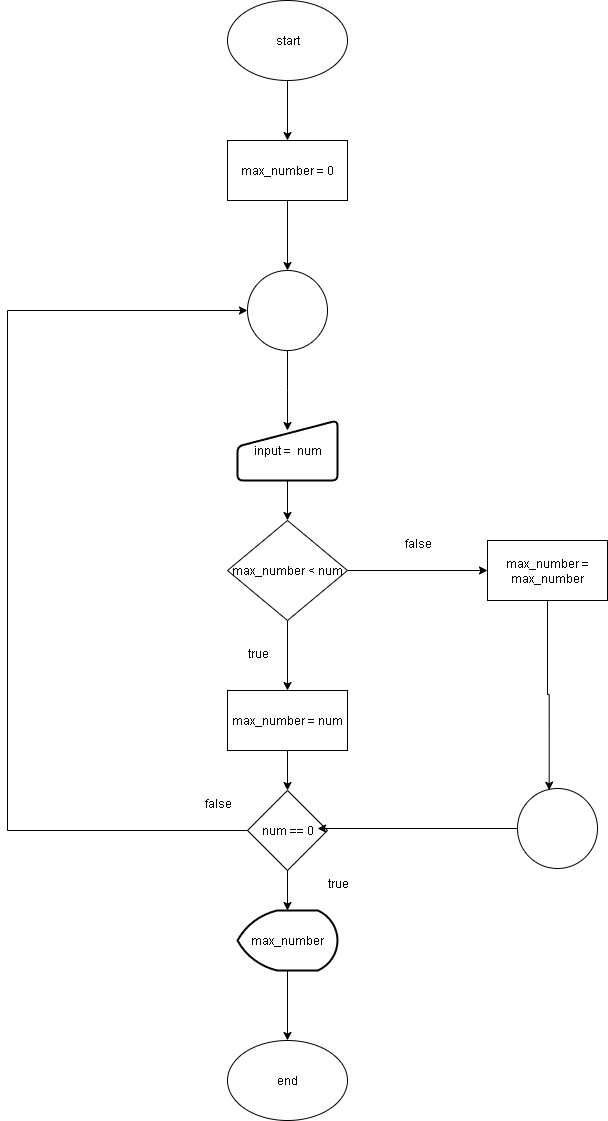 start
max_number = 0
input =  num
max_number < num
false
max_number =
max_number
true
max_number = num
false
num == 0
true
max_number
end